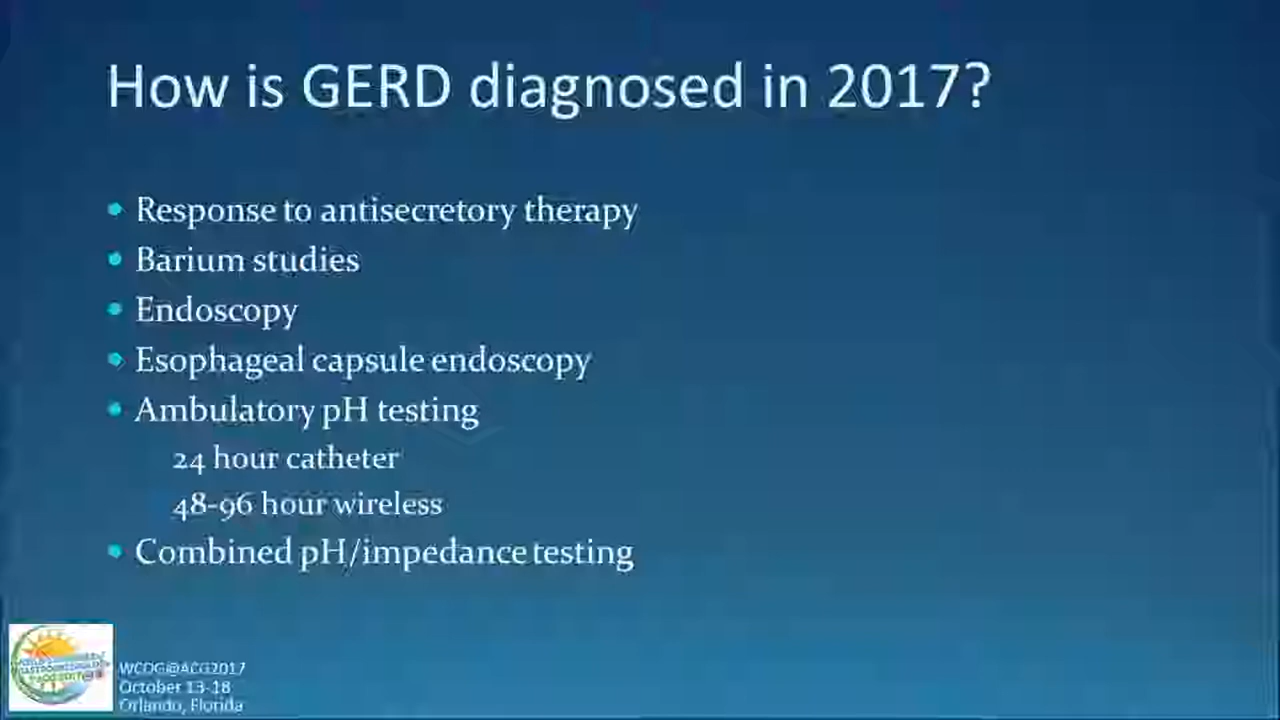 How is GERD diagnosed in 2017?
Response to antisecretory therapy
Barium studies
Endoscopy
Esophageal capsule endoscopy
Ambulatory pH testing
24 hour catheter
48-96 hour wireless
Combined pH/impedance testing
WCOG@ACG2017
October 13-18
Orlando, Florida